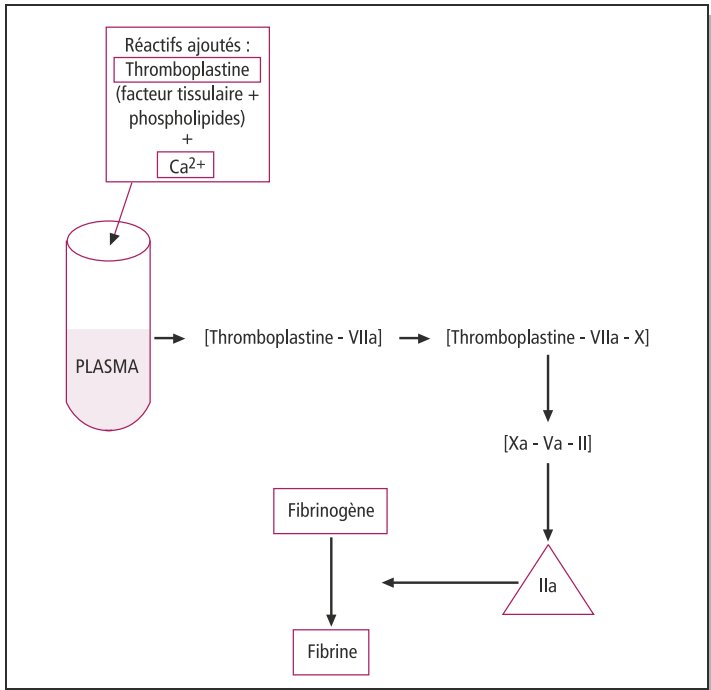 Réactifs ajoutés :
Thromboplastine
(facteur tissulaire +
phospholipides)
+
Ca²⁺
PLASMA
[Thromboplastine - VIIa]
[Thromboplastine - VIIa - X]
[Xa - Va - II]
Fibrinogène
IIa
Fibrine